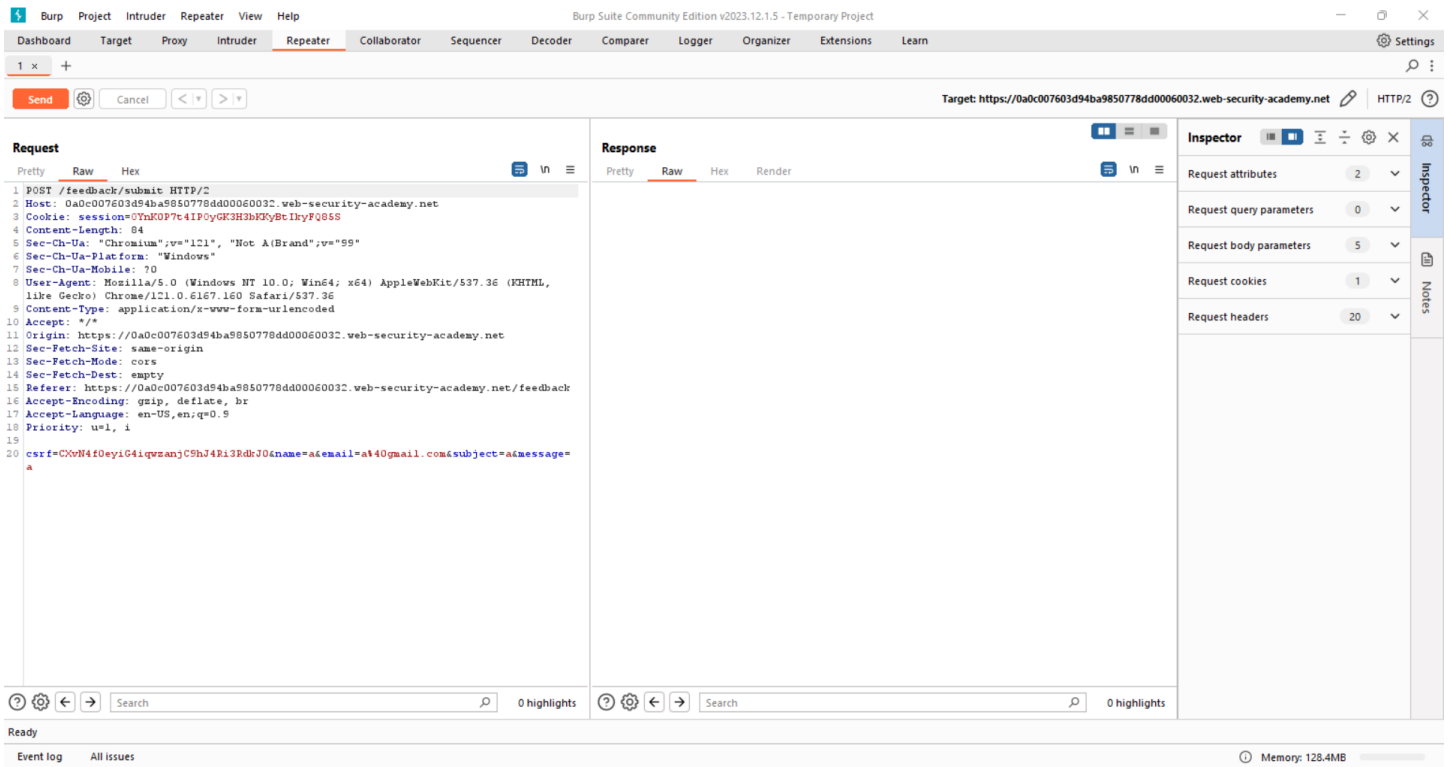 Burp Project Intruder Repeater View Help
Burp Suite Community Edition v2023.12.1.5 - Temporary Project
Dashboard Target Proxy Intruder Repeater Collaborator Sequencer Decoder Comparer Logger Organizer Extensions Learn
Settings
1 × +
Send Cancel < > Target: https://0a0c007603d94ba9850778dd00060032.web-security-academy.net HTTP/2
Request
Pretty Raw Hex \n
1 POST /feedback/submit HTTP/2
2 Host: 0a0c007603d94ba9850778dd00060032.web-security-academy.net
3 Cookie: session=0YnKOP7t4IPOyGK3H3bKKyBtIkyFQ85S
4 Content-Length: 84
5 Sec-Ch-Ua: "Chromium";v="121", "Not A(Brand";v="99"
6 Sec-Ch-Ua-Platform: "Windows"
7 Sec-Ch-Ua-Mobile: ?0
8 User-Agent: Mozilla/5.0 (Windows NT 10.0; Win64; x64) AppleWebKit/537.36 (KHTML,
like Gecko) Chrome/121.0.6167.160 Safari/537.36
9 Content-Type: application/x-www-form-urlencoded
10 Accept: */*
11 Origin: https://0a0c007603d94ba9850778dd00060032.web-security-academy.net
12 Sec-Fetch-Site: same-origin
13 Sec-Fetch-Mode: cors
14 Sec-Fetch-Dest: empty
15 Referer: https://0a0c007603d94ba9850778dd00060032.web-security-academy.net/feedback
16 Accept-Encoding: gzip, deflate, br
17 Accept-Language: en-US,en;q=0.9
18 Priority: u=1, i
19
20 csrf=CXvN4f0eyiG4iqwzanjC9hJ4Ri3RdkJ0&name=a&email=a%40gmail.com&subject=a&message=
a
Search 0 highlights
Response
Pretty Raw Hex Render \n
Search 0 highlights
Inspector
Request attributes 2
Request query parameters 0
Request body parameters 5
Request cookies 1
Request headers 20
Inspector
Notes
Ready
Event log All issues
Memory: 128.4MB